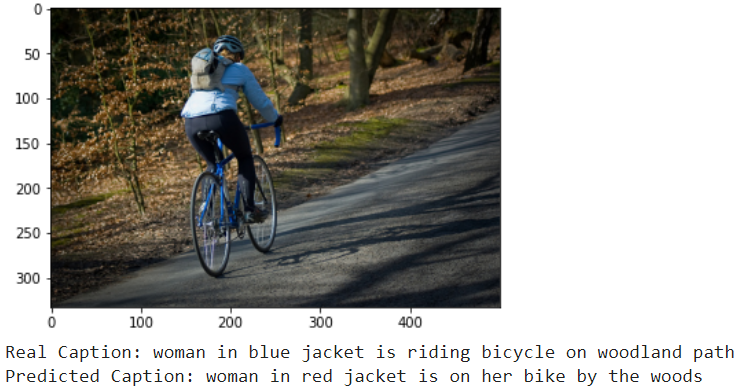 0
50
100
150
200
250
300
0 100 200 300 400
Real Caption: woman in blue jacket is riding bicycle on woodland path
Predicted Caption: woman in red jacket is on her bike by the woods